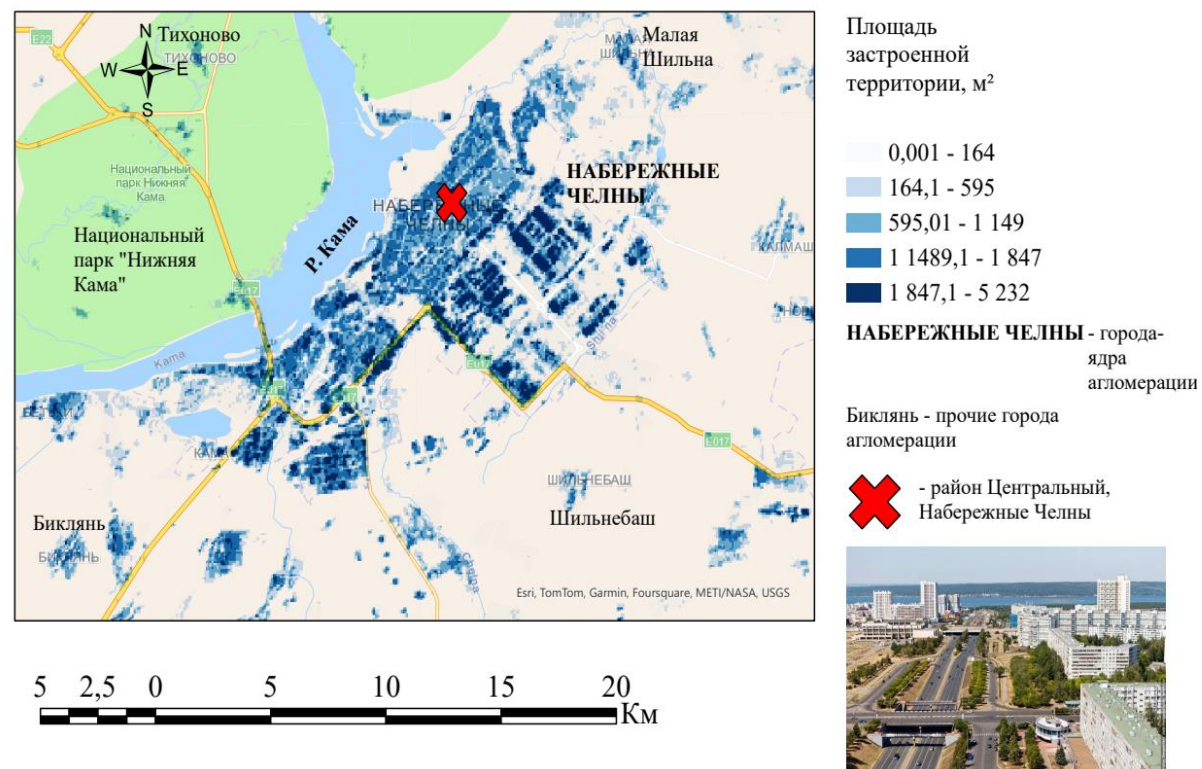 E22
N
W
E
S
Тихоново
ТИХОНОВО
МАЛАЯ
ШИЛЬНА
Малая
Шильна
Национальный
парк Нижняя
Кама
Национальный
парк "Нижняя
Кама"
Р. Кама
НАБЕРЕЖНЫЕ
ЧЕЛНЫ
НАБЕРЕЖНЫЕ
ЧЕЛНЫ
E017
Kama
E017
E017
Shilna
E017
ШИЛЬНЕБАШ
Шильнебаш
Биклянь
БИКЛЯНЬ
Esri, TomTom, Garmin, Foursquare, METI/NASA, USGS
5 2,5 0 5 10 15 20
Км
Площадь
застроенной
территории, м²
0,001 - 164
164,1 - 595
595,01 - 1 149
1 1489,1 - 1 847
1 847,1 - 5 232
НАБЕРЕЖНЫЕ ЧЕЛНЫ - города-
ядра
агломерации
Биклянь - прочие города
агломерации
- район Центральный,
Набережные Челны